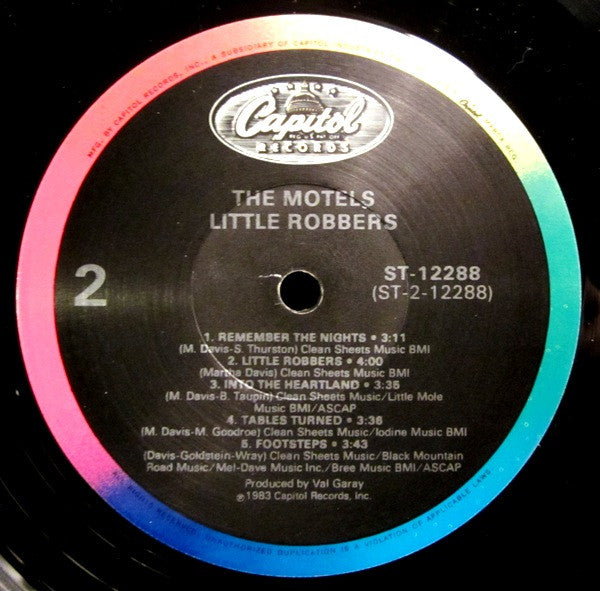 MFG. BY CAPITOL RECORDS, INC., A SUBSIDIARY OF CAPITOL
Capitol
RECORDS
THE MOTELS
LITTLE ROBBERS
2
ST-12288
(ST-2-12288)
1. REMEMBER THE NIGHTS • 3:11
(M. Davis-S. Thurston) Clean Sheets Music BMI
2. LITTLE ROBBERS • 4:00
(Martha Davis) Clean Sheets Music BMI
3. INTO THE HEARTLAND • 3:35
(M. Davis-B. Taupin) Clean Sheets Music/Little Mole
Music BMI/ASCAP
4. TABLES TURNED • 3:36
(M. Davis-M. Goodroe) Clean Sheets Music/Iodine Music BMI
5. FOOTSTEPS • 3:43
(Davis-Goldstein-Wray) Clean Sheets Music/Black Mountain
Road Music/Mel-Dave Music Inc./Bree Music BMI/ASCAP
Produced by Val Garay
℗1983 Capitol Records, Inc.
RESERVED. UNAUTHORIZED DUPLICATION IS A VIOLATION OF APPLICABLE LAWS